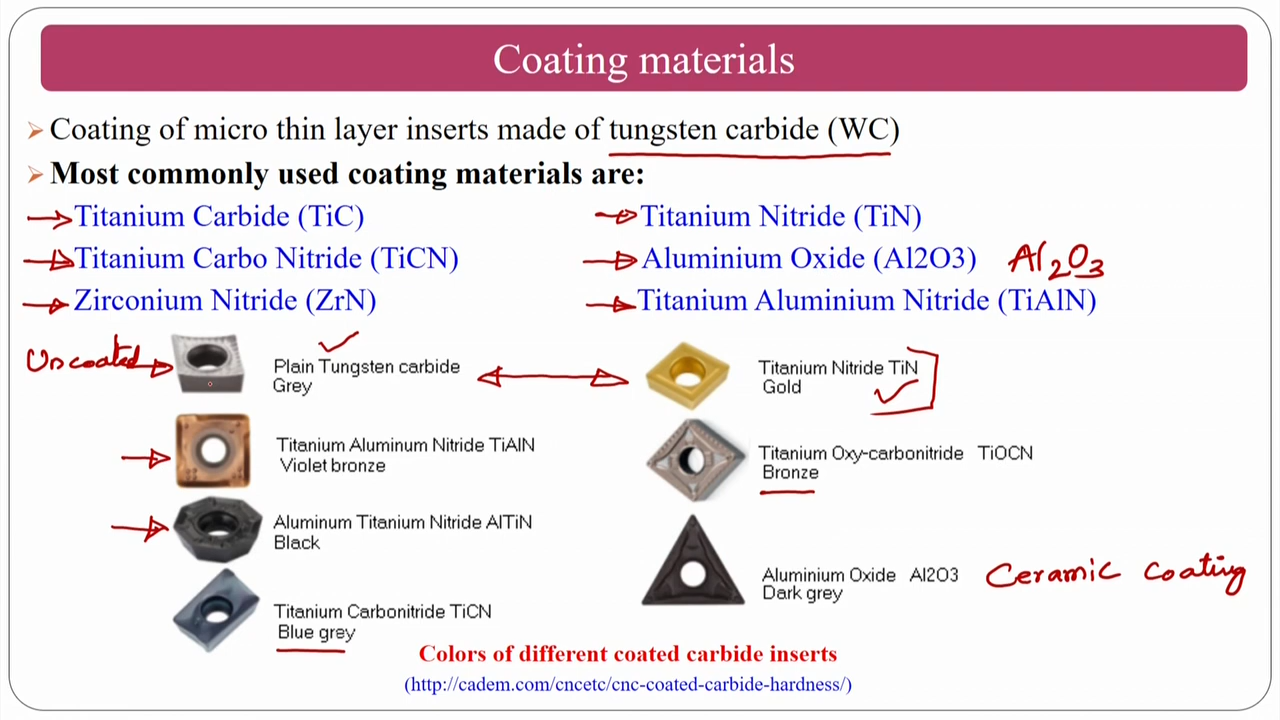 Coating materials
➢ Coating of micro thin layer inserts made of tungsten carbide (WC)
➢ Most commonly used coating materials are:
Titanium Carbide (TiC)
Titanium Nitride (TiN)
Titanium Carbo Nitride (TiCN)
Aluminium Oxide (Al2O3)
Al2O3
Zirconium Nitride (ZrN)
Titanium Aluminium Nitride (TiAlN)
Uncoated
Plain Tungsten carbide
Grey
Titanium Nitride TiN
Gold
Titanium Aluminum Nitride TiAlN
Violet bronze
Titanium Oxy-carbonitride TiOCN
Bronze
Aluminum Titanium Nitride AlTiN
Black
Aluminium Oxide Al2O3
Dark grey
Ceramic coating
Titanium Carbonitride TiCN
Blue grey
Colors of different coated carbide inserts
(http://cadem.com/cncetc/cnc-coated-carbide-hardness/)